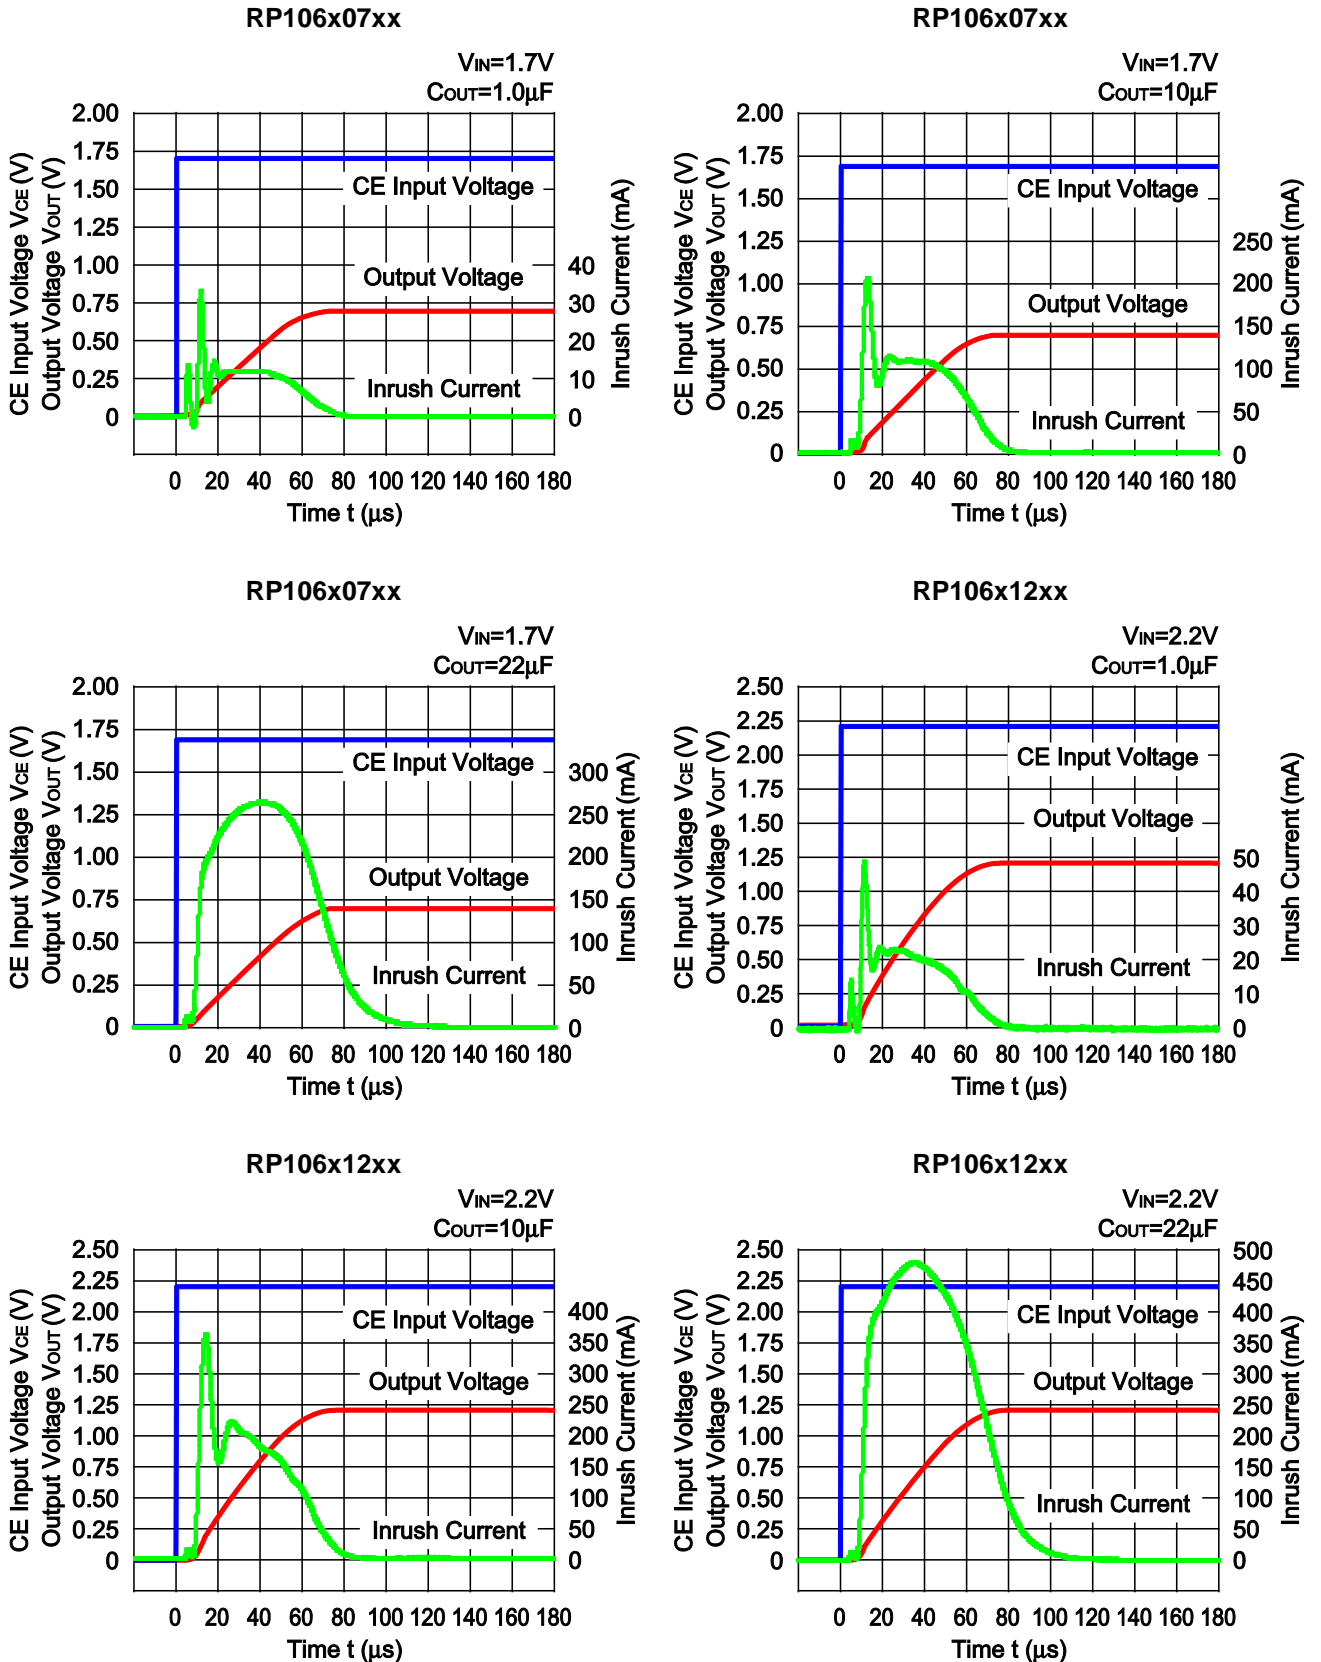 RP106x07xx
VIN=1.7V
COUT=1.0μF
CE Input Voltage VCE (V)
Output Voltage VOUT (V)
2.00
1.75
1.50
1.25
1.00
0.75
0.50
0.25
0
CE Input Voltage
Output Voltage
Inrush Current
40
30
20
10
0
Inrush Current (mA)
0 20 40 60 80 100 120 140 160 180
Time t (μs)
RP106x07xx
VIN=1.7V
COUT=10μF
CE Input Voltage VCE (V)
Output Voltage VOUT (V)
2.00
1.75
1.50
1.25
1.00
0.75
0.50
0.25
0
CE Input Voltage
Output Voltage
Inrush Current
250
200
150
100
50
0
Inrush Current (mA)
0 20 40 60 80 100 120 140 160 180
Time t (μs)
RP106x07xx
VIN=1.7V
COUT=22μF
CE Input Voltage VCE (V)
Output Voltage VOUT (V)
2.00
1.75
1.50
1.25
1.00
0.75
0.50
0.25
0
CE Input Voltage
Output Voltage
Inrush Current
300
250
200
150
100
50
0
Inrush Current (mA)
0 20 40 60 80 100 120 140 160 180
Time t (μs)
RP106x12xx
VIN=2.2V
COUT=1.0μF
CE Input Voltage VCE (V)
Output Voltage VOUT (V)
2.50
2.25
2.00
1.75
1.50
1.25
1.00
0.75
0.50
0.25
0
CE Input Voltage
Output Voltage
Inrush Current
50
40
30
20
10
0
Inrush Current (mA)
0 20 40 60 80 100 120 140 160 180
Time t (μs)
RP106x12xx
VIN=2.2V
COUT=10μF
CE Input Voltage VCE (V)
Output Voltage VOUT (V)
2.50
2.25
2.00
1.75
1.50
1.25
1.00
0.75
0.50
0.25
0
CE Input Voltage
Output Voltage
Inrush Current
400
350
300
250
200
150
100
50
0
Inrush Current (mA)
0 20 40 60 80 100 120 140 160 180
Time t (μs)
RP106x12xx
VIN=2.2V
COUT=22μF
CE Input Voltage VCE (V)
Output Voltage VOUT (V)
2.50
2.25
2.00
1.75
1.50
1.25
1.00
0.75
0.50
0.25
0
CE Input Voltage
Output Voltage
Inrush Current
500
450
400
350
300
250
200
150
100
50
0
Inrush Current (mA)
0 20 40 60 80 100 120 140 160 180
Time t (μs)